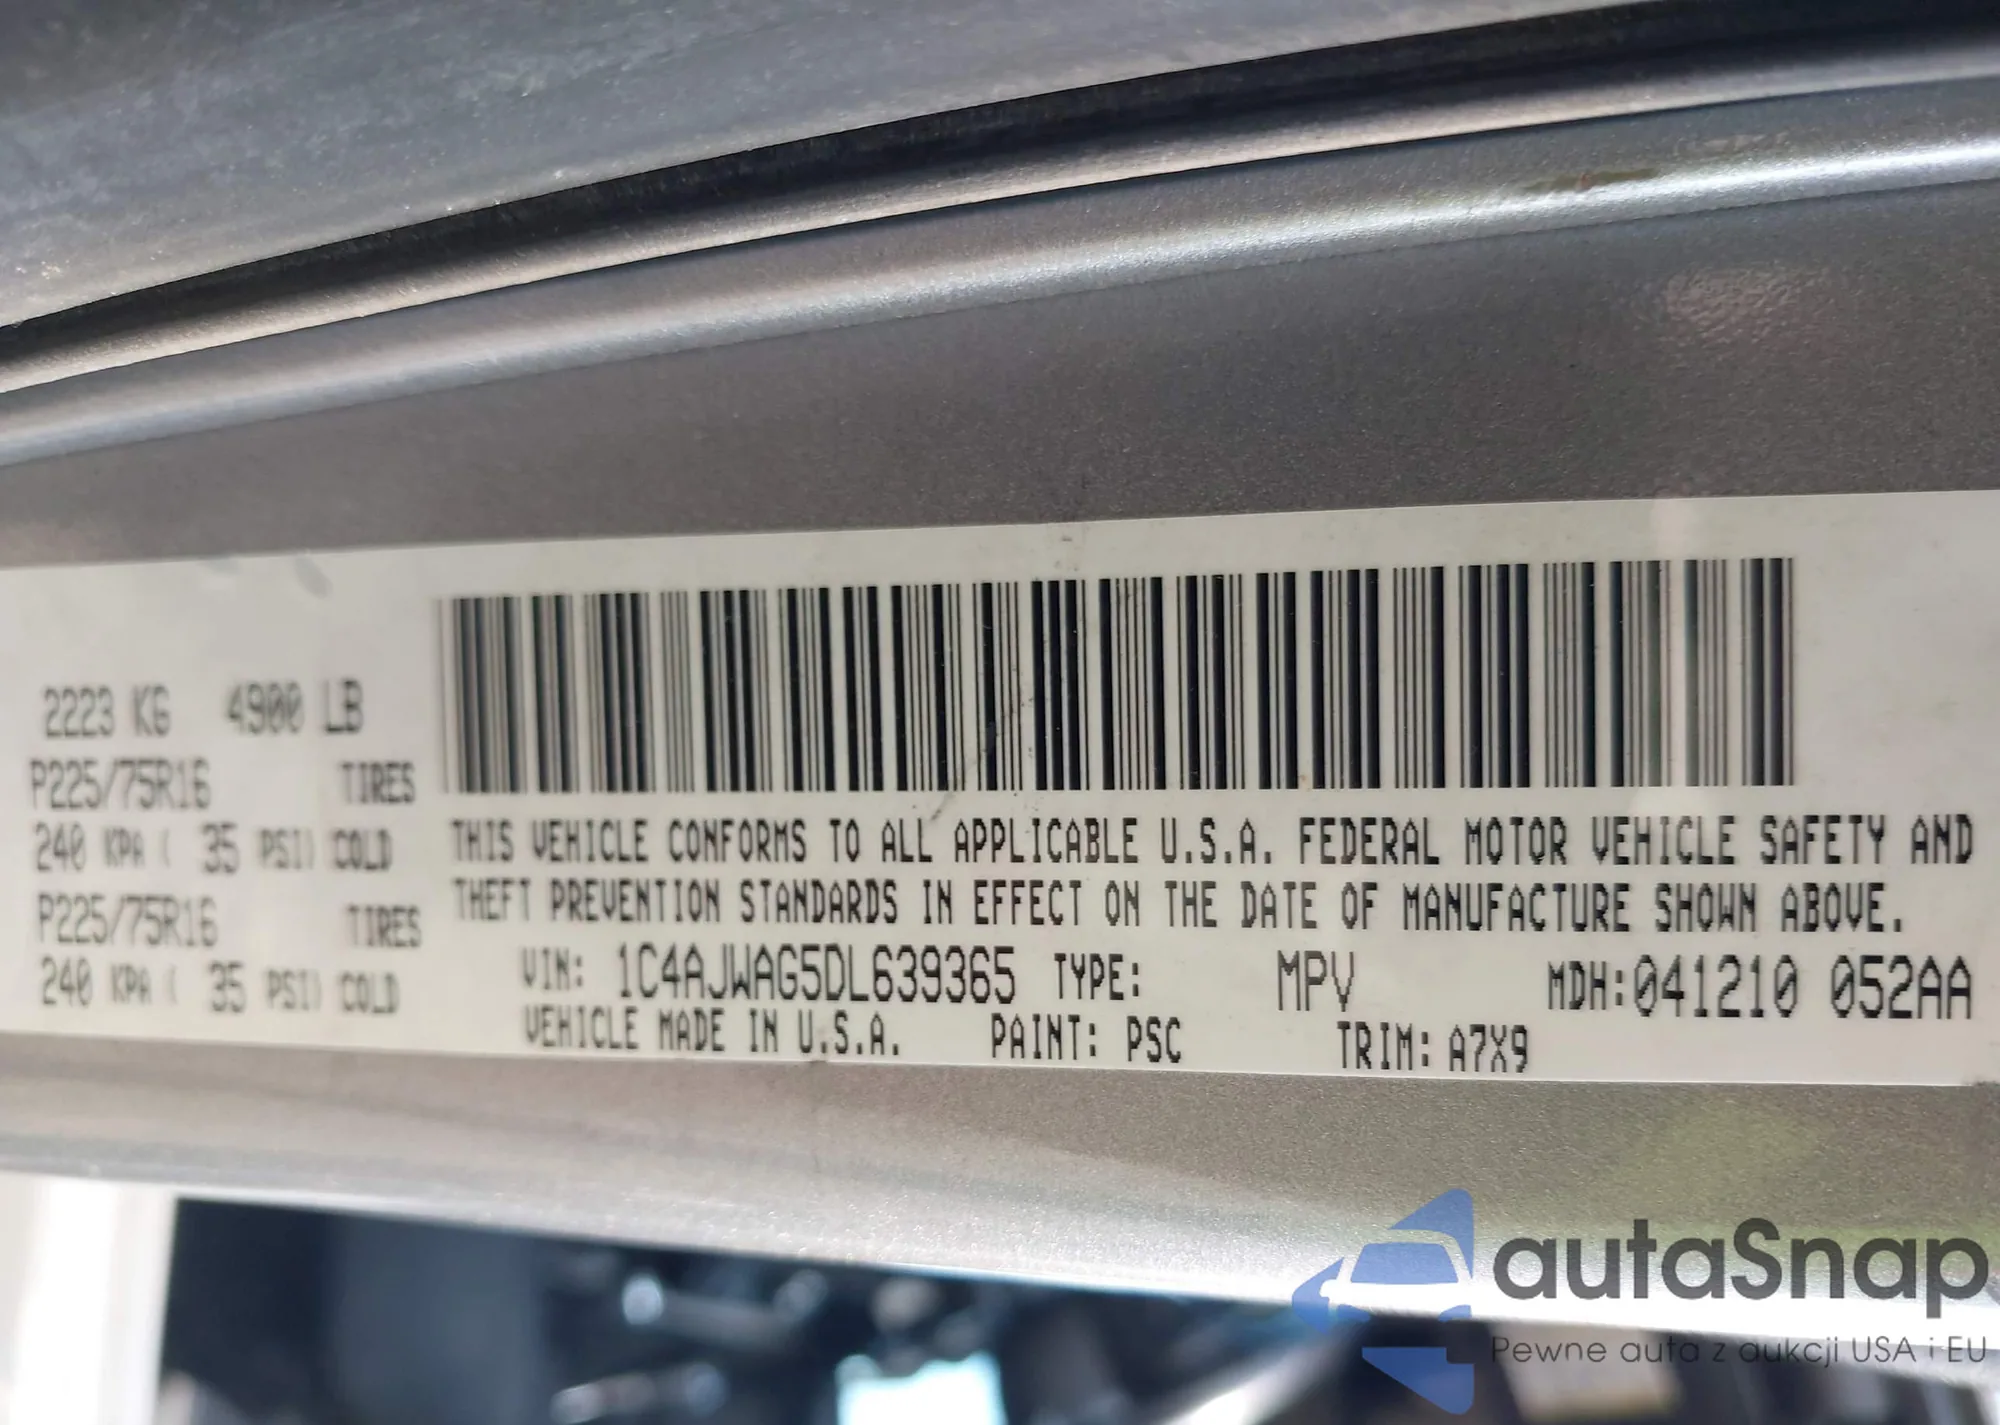 2223 KG 4900 LB
P225/75R16 TIRES
240 KPA ( 35 PSI) COLD
P225/75R16 TIRES
240 KPA ( 35 PSI) COLD
THIS VEHICLE CONFORMS TO ALL APPLICABLE U.S.A. FEDERAL MOTOR VEHICLE SAFETY AND
THEFT PREVENTION STANDARDS IN EFFECT ON THE DATE OF MANUFACTURE SHOWN ABOVE.
VIN: 1C4AJWAG5DL639365 TYPE: MPV MDH:041210 052AA
VEHICLE MADE IN U.S.A. PAINT: PSC TRIM: A7X9
autaSnap
Pewne auta z aukcji USA i EU